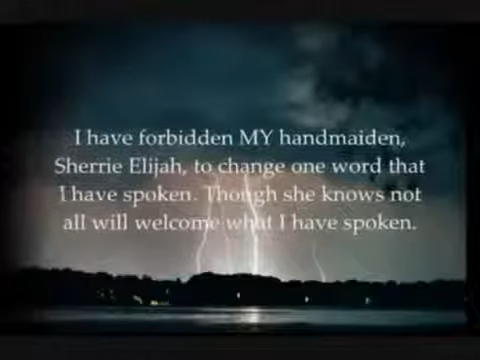 I have forbidden MY handmaiden,
Sherrie Elijah, to change one word that
I have spoken. Though she knows not
all will welcome what I have spoken.